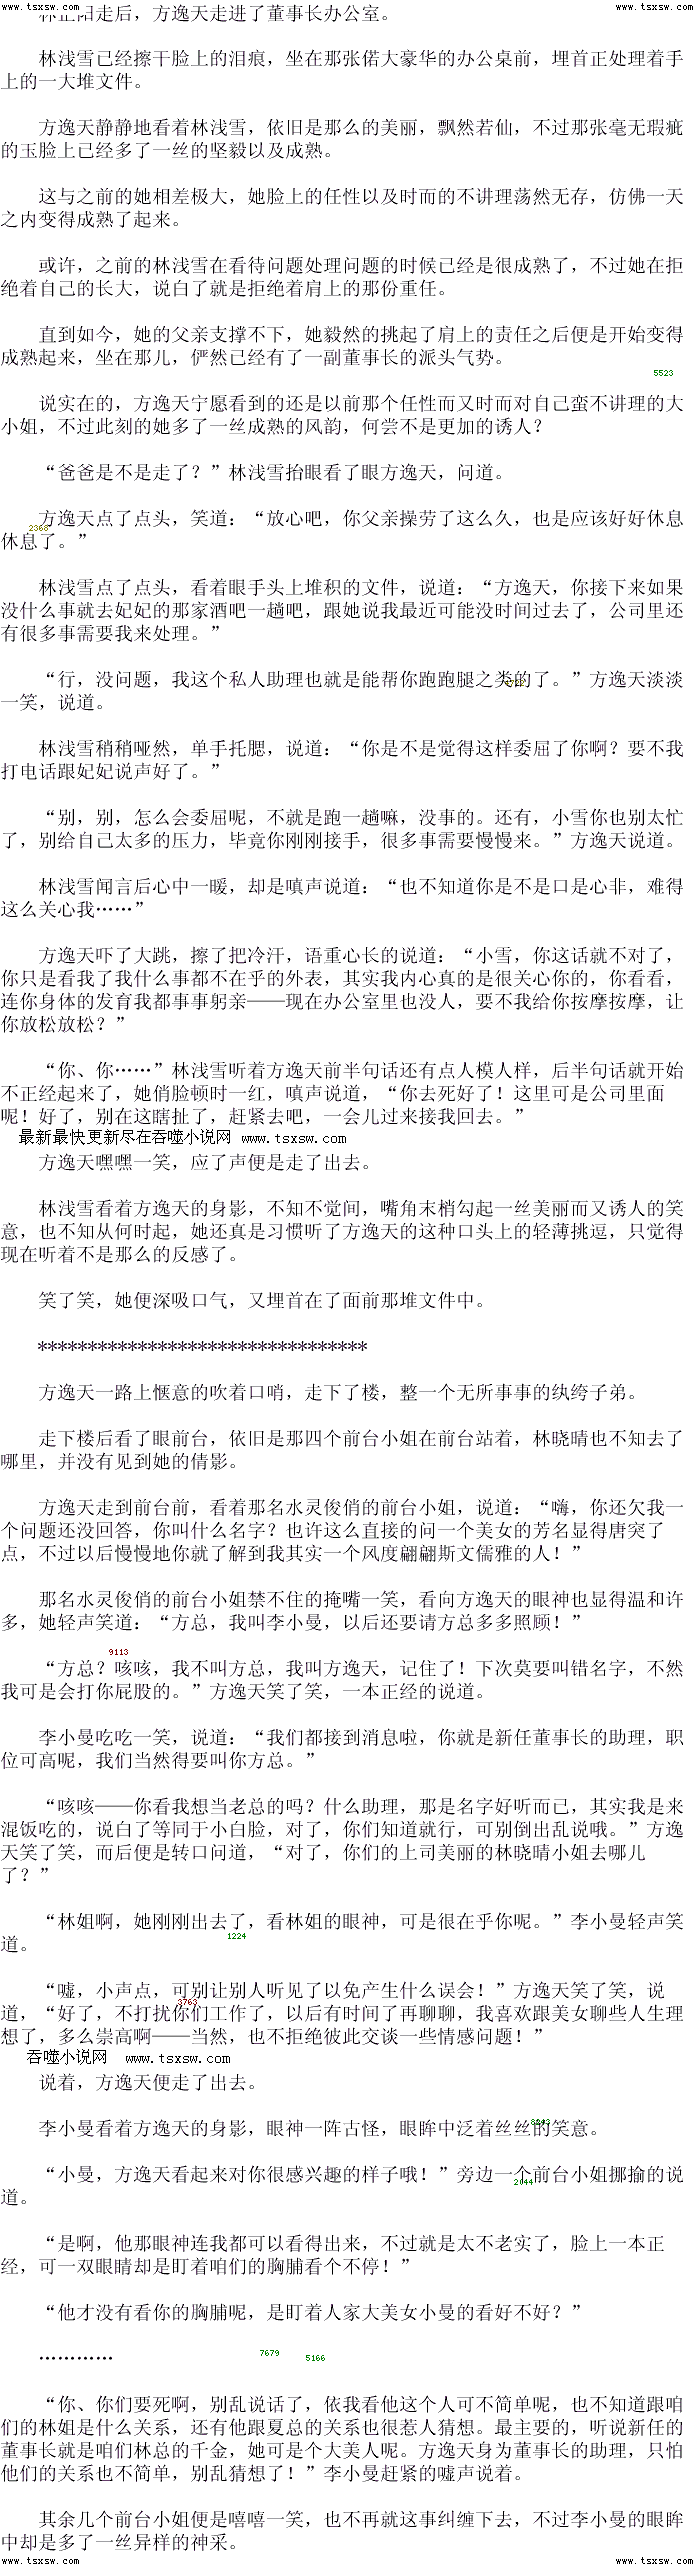 www.tsxsw.com www.tsxsw.com
林正阳走后，方逸天走进了董事长办公室。
林浅雪已经擦干脸上的泪痕，坐在那张偌大豪华的办公桌前，埋首正处理着手
上的一大堆文件。
方逸天静静地看着林浅雪，依旧是那么的美丽，飘然若仙，不过那张毫无瑕疵
的玉脸上已经多了一丝的坚毅以及成熟。
这与之前的她相差极大，她脸上的任性以及时而的不讲理荡然无存，仿佛一天
之内变得成熟了起来。
或许，之前的林浅雪在看待问题处理问题的时候已经是很成熟了，不过她在拒
绝着自己的长大，说白了就是拒绝着肩上的那份重任。
直到如今，她的父亲支撑不下，她毅然的挑起了肩上的责任之后便是开始变得
成熟起来，坐在那儿，俨然已经有了一副董事长的派头气势。
5523
说实在的，方逸天宁愿看到的还是以前那个任性而又时而对自己蛮不讲理的大
小姐，不过此刻的她多了一丝成熟的风韵，何尝不是更加的诱人？
“爸爸是不是走了？”林浅雪抬眼看了眼方逸天，问道。
方逸天点了点头，笑道：“放心吧，你父亲操劳了这么久，也是应该好好休息
2368
休息了。”
林浅雪点了点头，看着眼手头上堆积的文件，说道：“方逸天，你接下来如果
没什么事就去妃妃的那家酒吧一趟吧，跟她说我最近可能没时间过去了，公司里还
有很多事需要我来处理。”
“行，没问题，我这个私人助理也就是能帮你跑跑腿之类的了。”方逸天淡淡
一笑，说道。
林浅雪稍稍哑然，单手托腮，说道：“你是不是觉得这样委屈了你啊？要不我
打电话跟妃妃说声好了。”
“别，别，怎么会委屈呢，不就是跑一趟嘛，没事的。还有，小雪你也别太忙
了，别给自己太多的压力，毕竟你刚刚接手，很多事需要慢慢来。”方逸天说道。
林浅雪闻言后心中一暖，却是嗔声说道：“也不知道你是不是口是心非，难得
这么关心我……”
方逸天吓了大跳，擦了把冷汗，语重心长的说道：“小雪，你这话就不对了，
你只是看我了我什么事都不在乎的外表，其实我内心真的是很关心你的，你看看，
连你身体的发育我都事事躬亲——现在办公室里也没人，要不我给你按摩按摩，让
你放松放松？”
“你、你……”林浅雪听着方逸天前半句话还有点人模人样，后半句话就开始
不正经起来了，她俏脸顿时一红，嗔声说道，“你去死好了！这里可是公司里面
呢！好了，别在这瞎扯了，赶紧去吧，一会儿过来接我回去。”
最新最快更新尽在吞噬小说网 www.tsxsw.com
方逸天嘿嘿一笑，应了声便是走了出去。
林浅雪看着方逸天的身影，不知不觉间，嘴角末梢勾起一丝美丽而又诱人的笑
意，也不知从何时起，她还真是习惯听了方逸天的这种口头上的轻薄挑逗，只觉得
现在听着不是那么的反感了。
笑了笑，她便深吸口气，又埋首在了面前那堆文件中。
*********************************
方逸天一路上惬意的吹着口哨，走下了楼，整一个无所事事的纨绔子弟。
走下楼后看了眼前台，依旧是那四个前台小姐在前台站着，林晓晴也不知去了
哪里，并没有见到她的倩影。
方逸天走到前台前，看着那名水灵俊俏的前台小姐，说道：“嗨，你还欠我一
个问题还没回答，你叫什么名字？也许这么直接的问一个美女的芳名显得唐突了
点，不过以后慢慢地你就了解到我其实一个风度翩翩斯文儒雅的人！”
那名水灵俊俏的前台小姐禁不住的掩嘴一笑，看向方逸天的眼神也显得温和许
多，她轻声笑道：“方总，我叫李小曼，以后还要请方总多多照顾！”
9113
“方总？咳咳，我不叫方总，我叫方逸天，记住了！下次莫要叫错名字，不然
我可是会打你屁股的。”方逸天笑了笑，一本正经的说道。
李小曼吃吃一笑，说道：“我们都接到消息啦，你就是新任董事长的助理，职
位可高呢，我们当然得要叫你方总。”
“咳咳——你看我想当老总的吗？什么助理，那是名字好听而已，其实我是来
混饭吃的，说白了等同于小白脸，对了，你们知道就行，可别倒出乱说哦。”方逸
天笑了笑，而后便是转口问道，“对了，你们的上司美丽的林晓晴小姐去哪儿
了？”
“林姐啊，她刚刚出去了，看林姐的眼神，可是很在乎你呢。”李小曼轻声笑
1224
道。
“嘘，小声点，可别让别人听见了以免产生什么误会！”方逸天笑了笑，说
3763
道，“好了，不打扰你们工作了，以后有时间了再聊聊，我喜欢跟美女聊些人生理
想了，多么崇高啊——当然，也不拒绝彼此交谈一些情感问题！”
吞噬小说网 www.tsxsw.com
说着，方逸天便走了出去。
李小曼看着方逸天的身影，眼神一阵古怪，眼眸中泛着丝丝的笑意。
“小曼，方逸天看起来对你很感兴趣的样子哦！”旁边一个前台小姐揶揄的说
2044
道。
“是啊，他那眼神连我都可以看得出来，不过就是太不老实了，脸上一本正
经，可一双眼睛却是盯着咱们的胸脯看个不停！”
“他才没有看你的胸脯呢，是盯着人家大美女小曼的看好不好？”
…………
7679 5166
“你、你们要死啊，别乱说话了，依我看他这个人可不简单呢，也不知道跟咱
们的林姐是什么关系，还有他跟夏总的关系也很惹人猜想。最主要的，听说新任的
董事长就是咱们林总的千金，她可是个大美人呢。方逸天身为董事长的助理，只怕
他们的关系也不简单，别乱猜想了！”李小曼赶紧的嘘声说着。
其余几个前台小姐便是嘻嘻一笑，也不再就这事纠缠下去，不过李小曼的眼眸
中却是多了一丝异样的神采。
www.tsxsw.com www.tsxsw.com